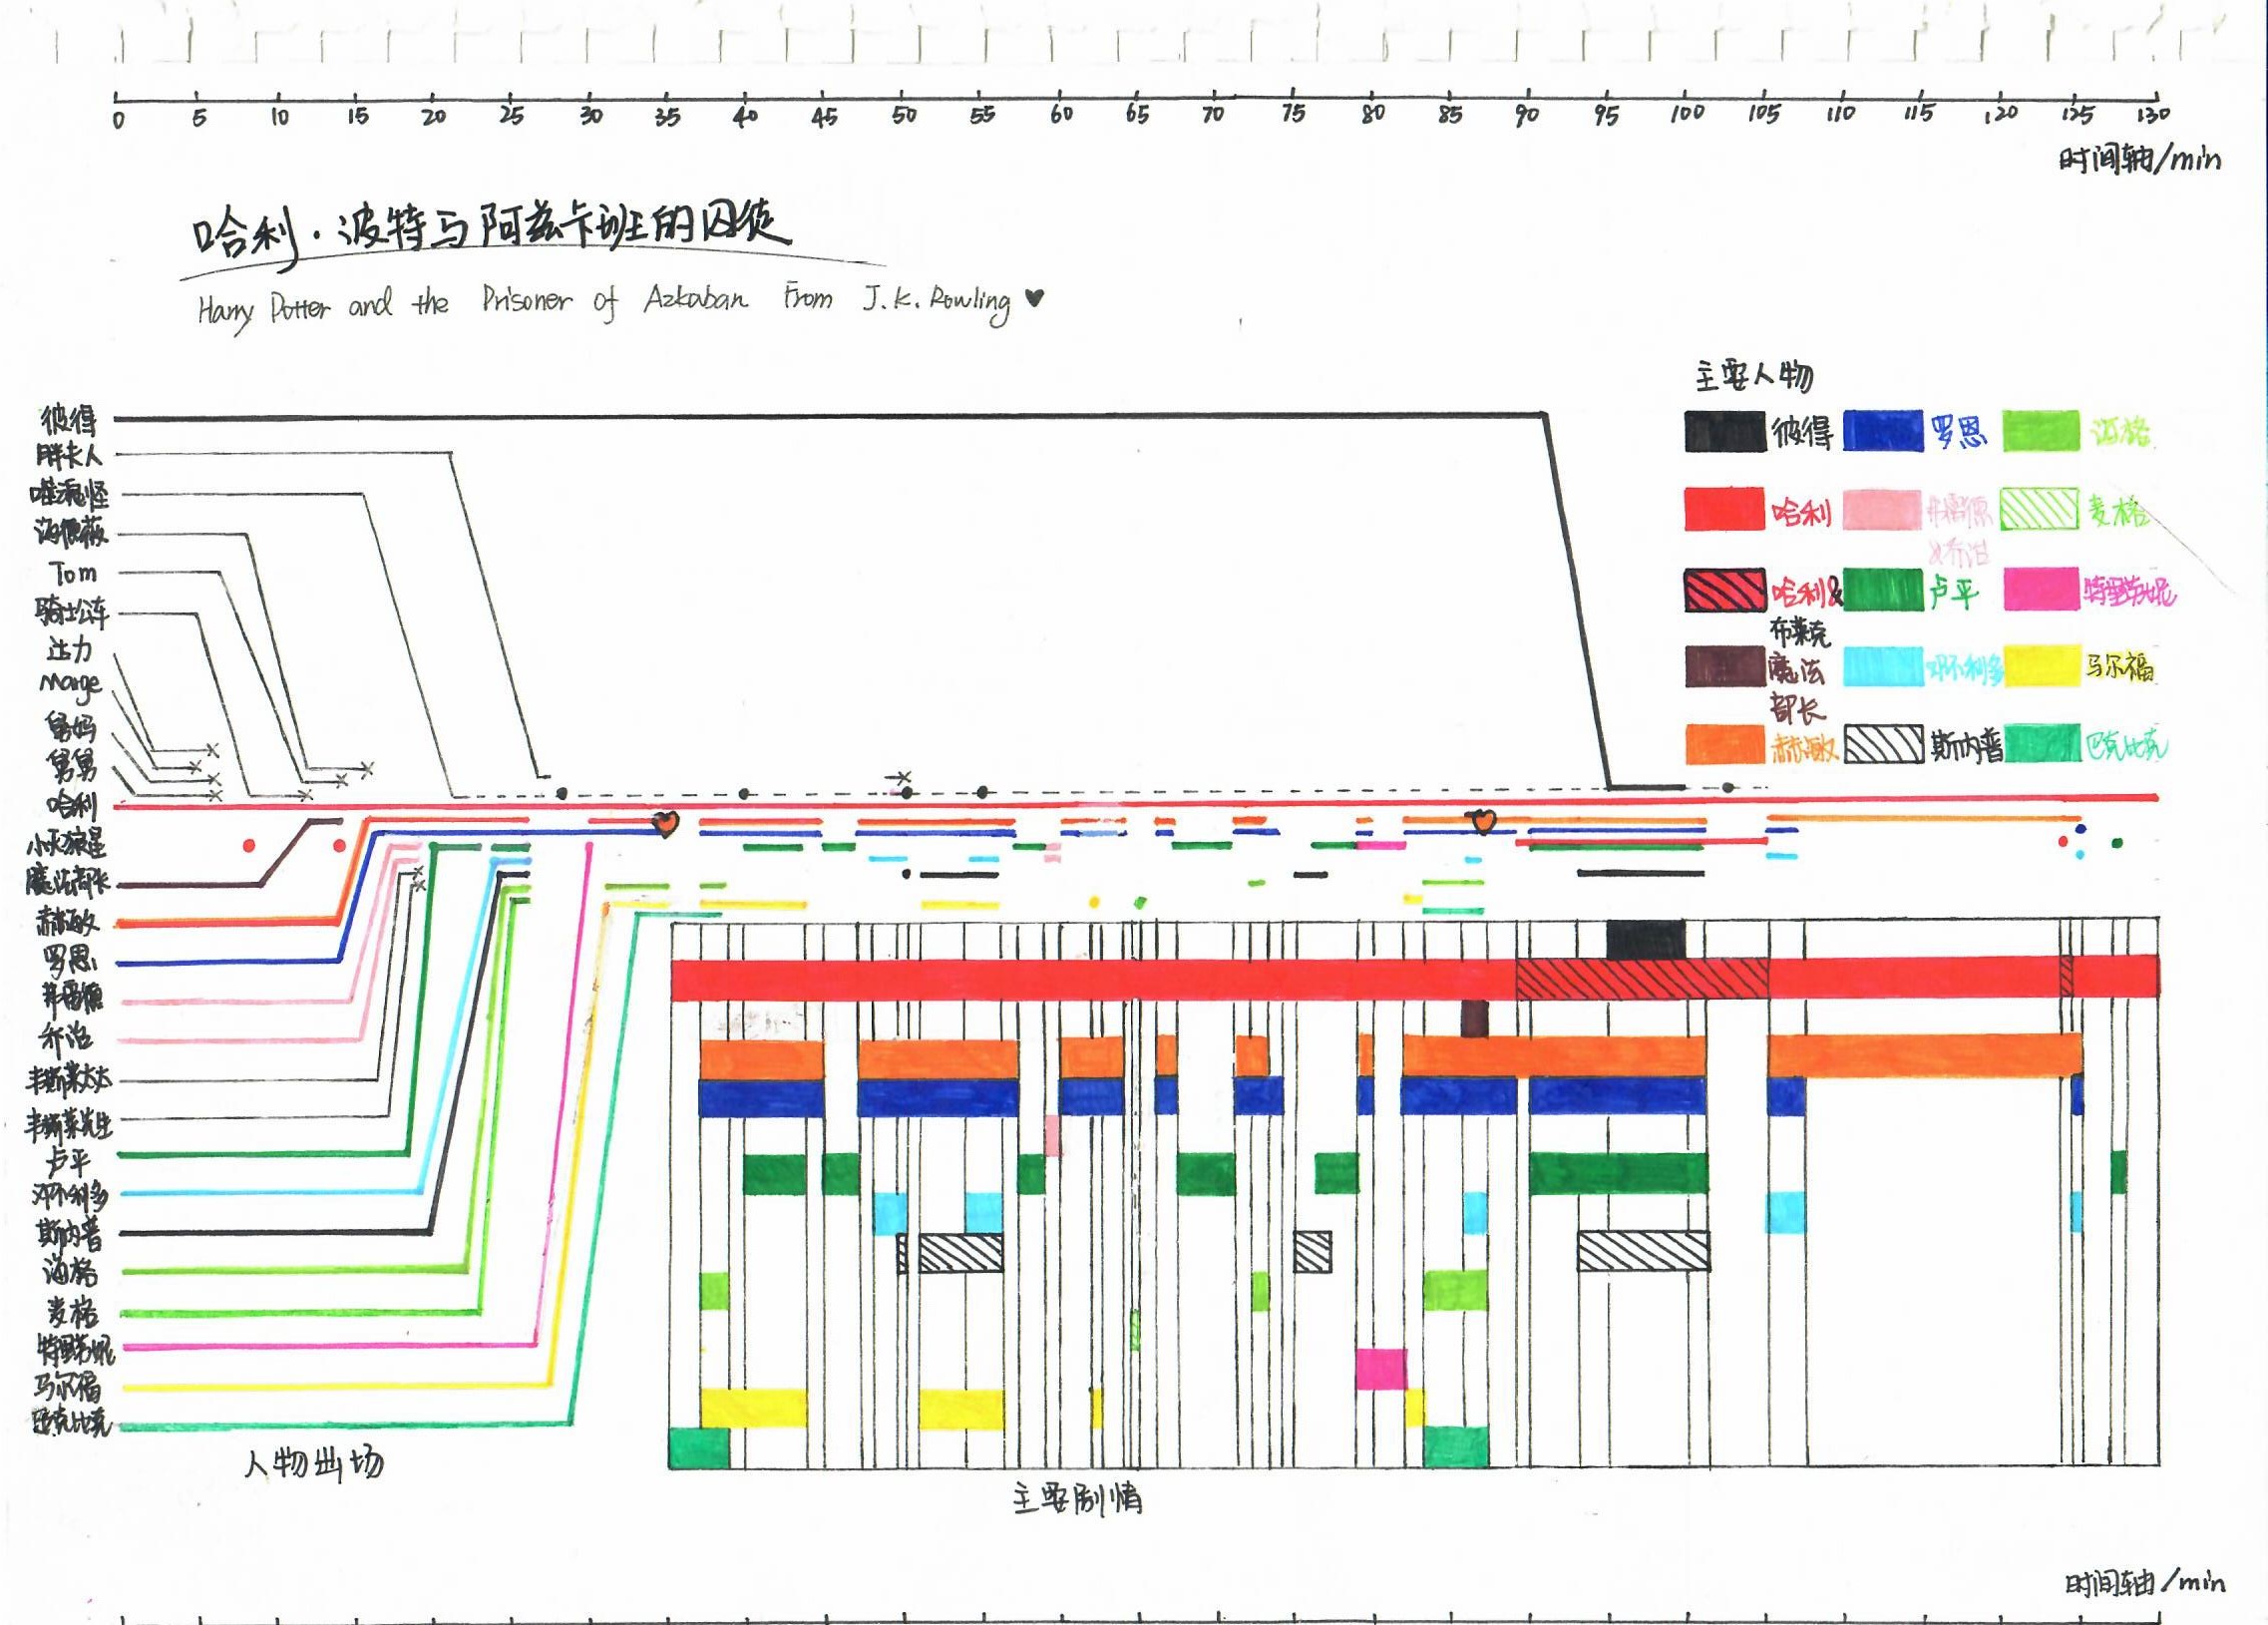 0 5 10 15 20 25 30 35 40 45 50 55 60 65 70 75 80 85 90 95 100 105 110 115 120 125 130
时间轴/min
哈利·波特与阿兹卡班的囚徒
Harry Potter and the Prisoner of Azkaban From J.K.Rowling ♥
主要人物
彼得 罗恩 海格
哈利 弗雷德&乔治 麦格
哈利&布莱克 卢平 特里劳妮
魔法部长 邓不利多 马尔福
赫敏 斯内普 巴克比克
彼得
胖夫人
摄魂怪
海德薇
Tom
骑士公车
达力
Marge
舅妈
舅舅
哈利
小天狼星
魔法部长
赫敏
罗恩
弗雷德
乔治
韦斯莱太太
韦斯莱先生
卢平
邓不利多
斯内普
海格
麦格
特里劳妮
马尔福
巴克比克
人物出场
主要剧情
时间轴/min